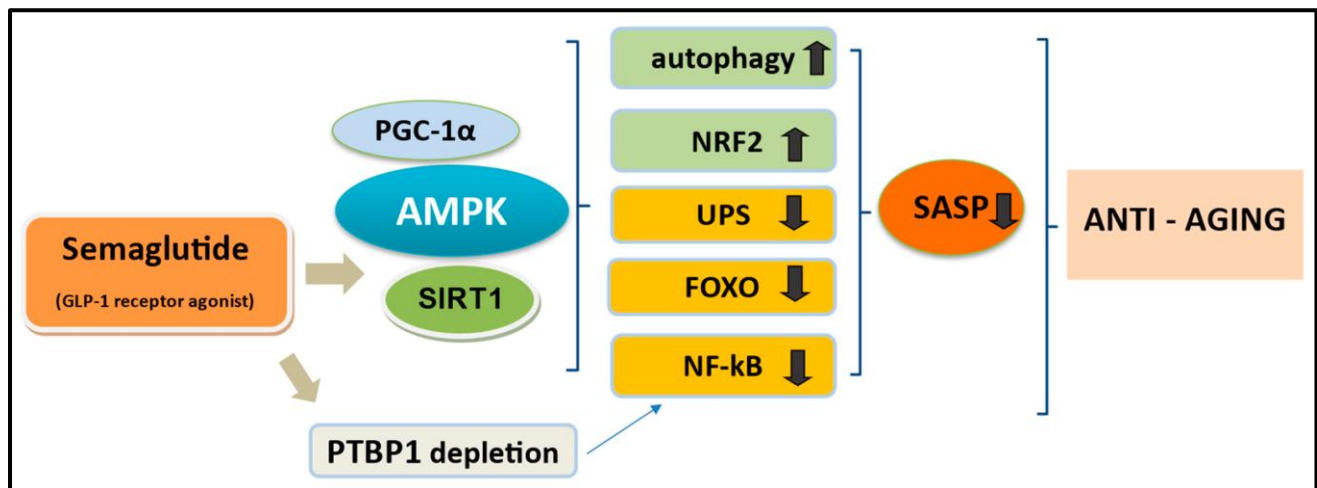 Semaglutide
(GLP-1 receptor agonist)
PGC-1α
AMPK
SIRT1
PTBP1 depletion
autophagy
NRF2
UPS
FOXO
NF-kB
SASP
ANTI - AGING